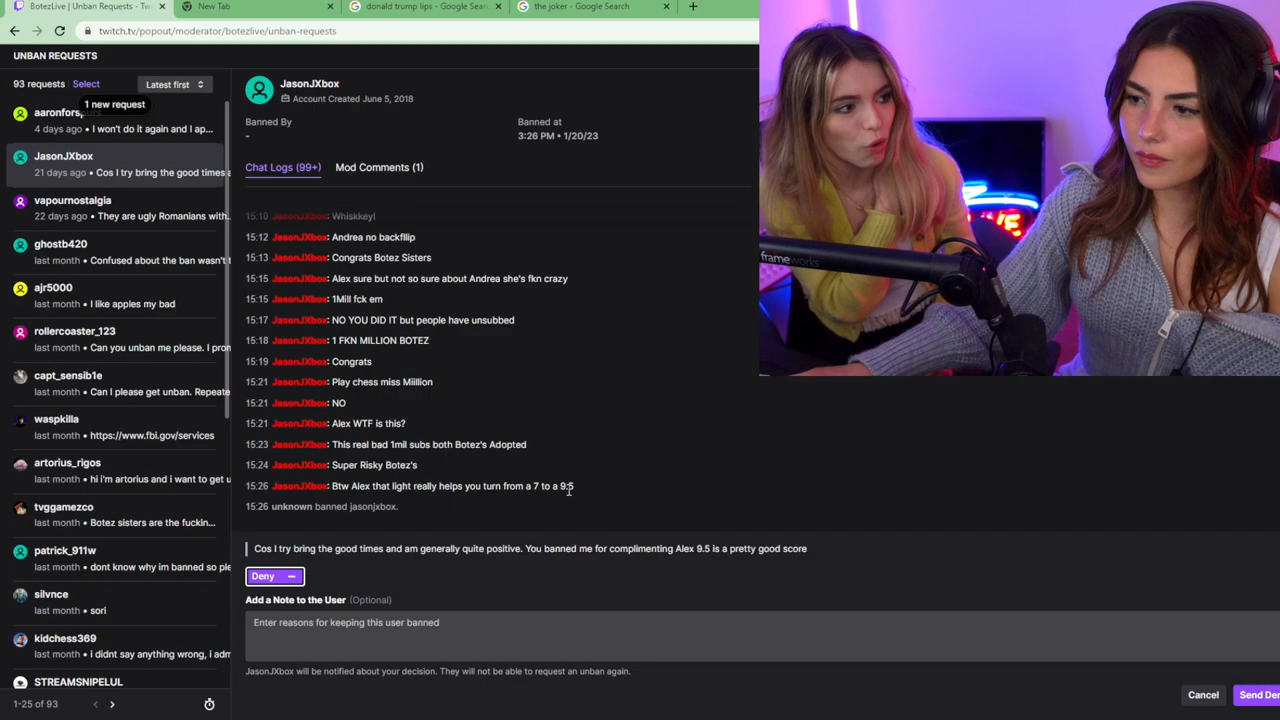 BotezLive | Unban Requests - Tw
New Tab
donald trump lips - Google Sear
the joker - Google Search
twitch.tv/popout/moderator/botezlive/unban-requests
UNBAN REQUESTS
93 requests Select Latest first
1 new request
4 days ago • I won't do it again and I ap...
JasonJXbox
21 days ago • Cos I try bring the good times
vapournostalgia
22 days ago • They are ugly Romanians with
ghostb420
last month • Confused about the ban wasn't
ajr5000
last month • I like apples my bad
rollercoaster_123
last month • Can you unban me please. I pron
capt_sensib1e
last month • Can I please get unban. Repeate
waspkilla
last month • https://www.fbi.gov/services
artorius_rigos
last month • hi i'm artorius and i want to get u
tvggamezco
last month • Botez sisters are the fuckin...
patrick_911w
last month • dont know why im banned so ple
silvnce
last month • sori
kidchess369
last month • i didnt say anything wrong, i adm
STREAMSNIPELUL
1-25 of 93
JasonJXbox
Account Created June 5, 2018
Banned By
-
Banned at
3:26 PM • 1/20/23
Chat Logs (99+) Mod Comments (1)
15:10 JasonJXbox: Whiskkey!
15:12 JasonJXbox: Andrea no backfllip
15:13 JasonJXbox: Congrats Botez Sisters
15:15 JasonJXbox: Alex sure but not so sure about Andrea she's fkn crazy
15:15 JasonJXbox: 1Mill fck em
15:17 JasonJXbox: NO YOU DID IT but people have unsubbed
15:18 JasonJXbox: 1 FKN MILLION BOTEZ
15:19 JasonJXbox: Congrats
15:21 JasonJXbox: Play chess miss Miillion
15:21 JasonJXbox: NO
15:21 JasonJXbox: Alex WTF is this?
15:23 JasonJXbox: This real bad 1mil subs both Botez's Adopted
15:24 JasonJXbox: Super Risky Botez's
15:26 JasonJXbox: Btw Alex that light really helps you turn from a 7 to a 9.5
15:26 unknown banned jasonjxbox.
Cos I try bring the good times and am generally quite positive. You banned me for complimenting Alex 9.5 is a pretty good score
Deny
Add a Note to the User (Optional)
Enter reasons for keeping this user banned
JasonJXbox will be notified about your decision. They will not be able to request an unban again.
Cancel Send Den
frameworks